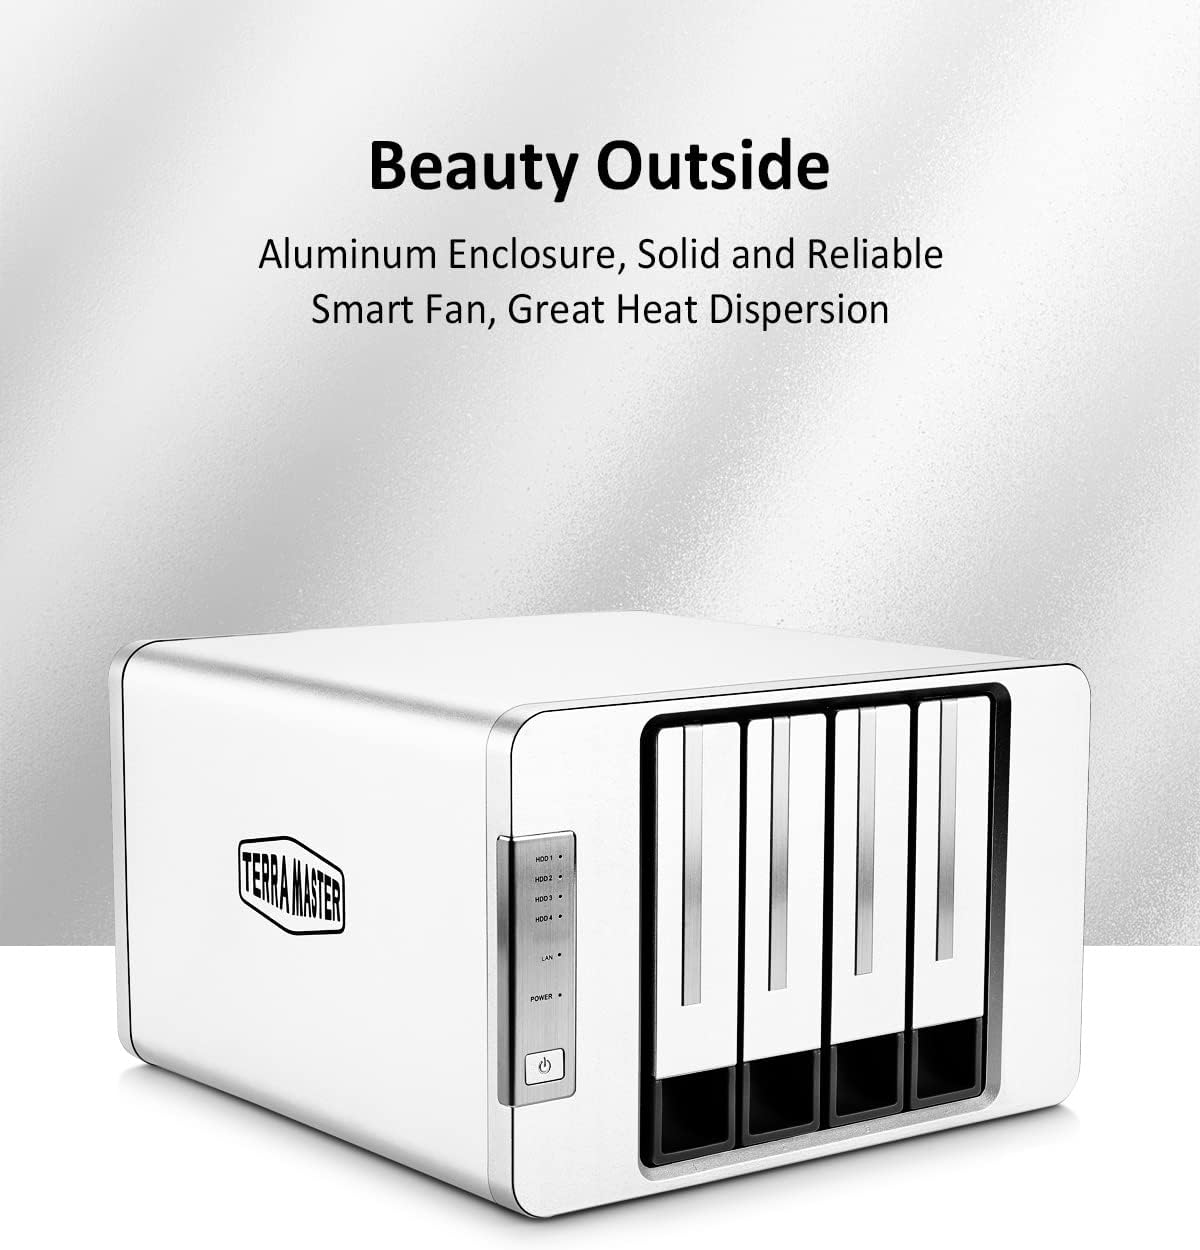 Beauty Outside
Aluminum Enclosure, Solid and Reliable
Smart Fan, Great Heat Dispersion
TERRA MASTER
HDD 1
HDD 2
HDD 3
HDD 4
LAN
POWER